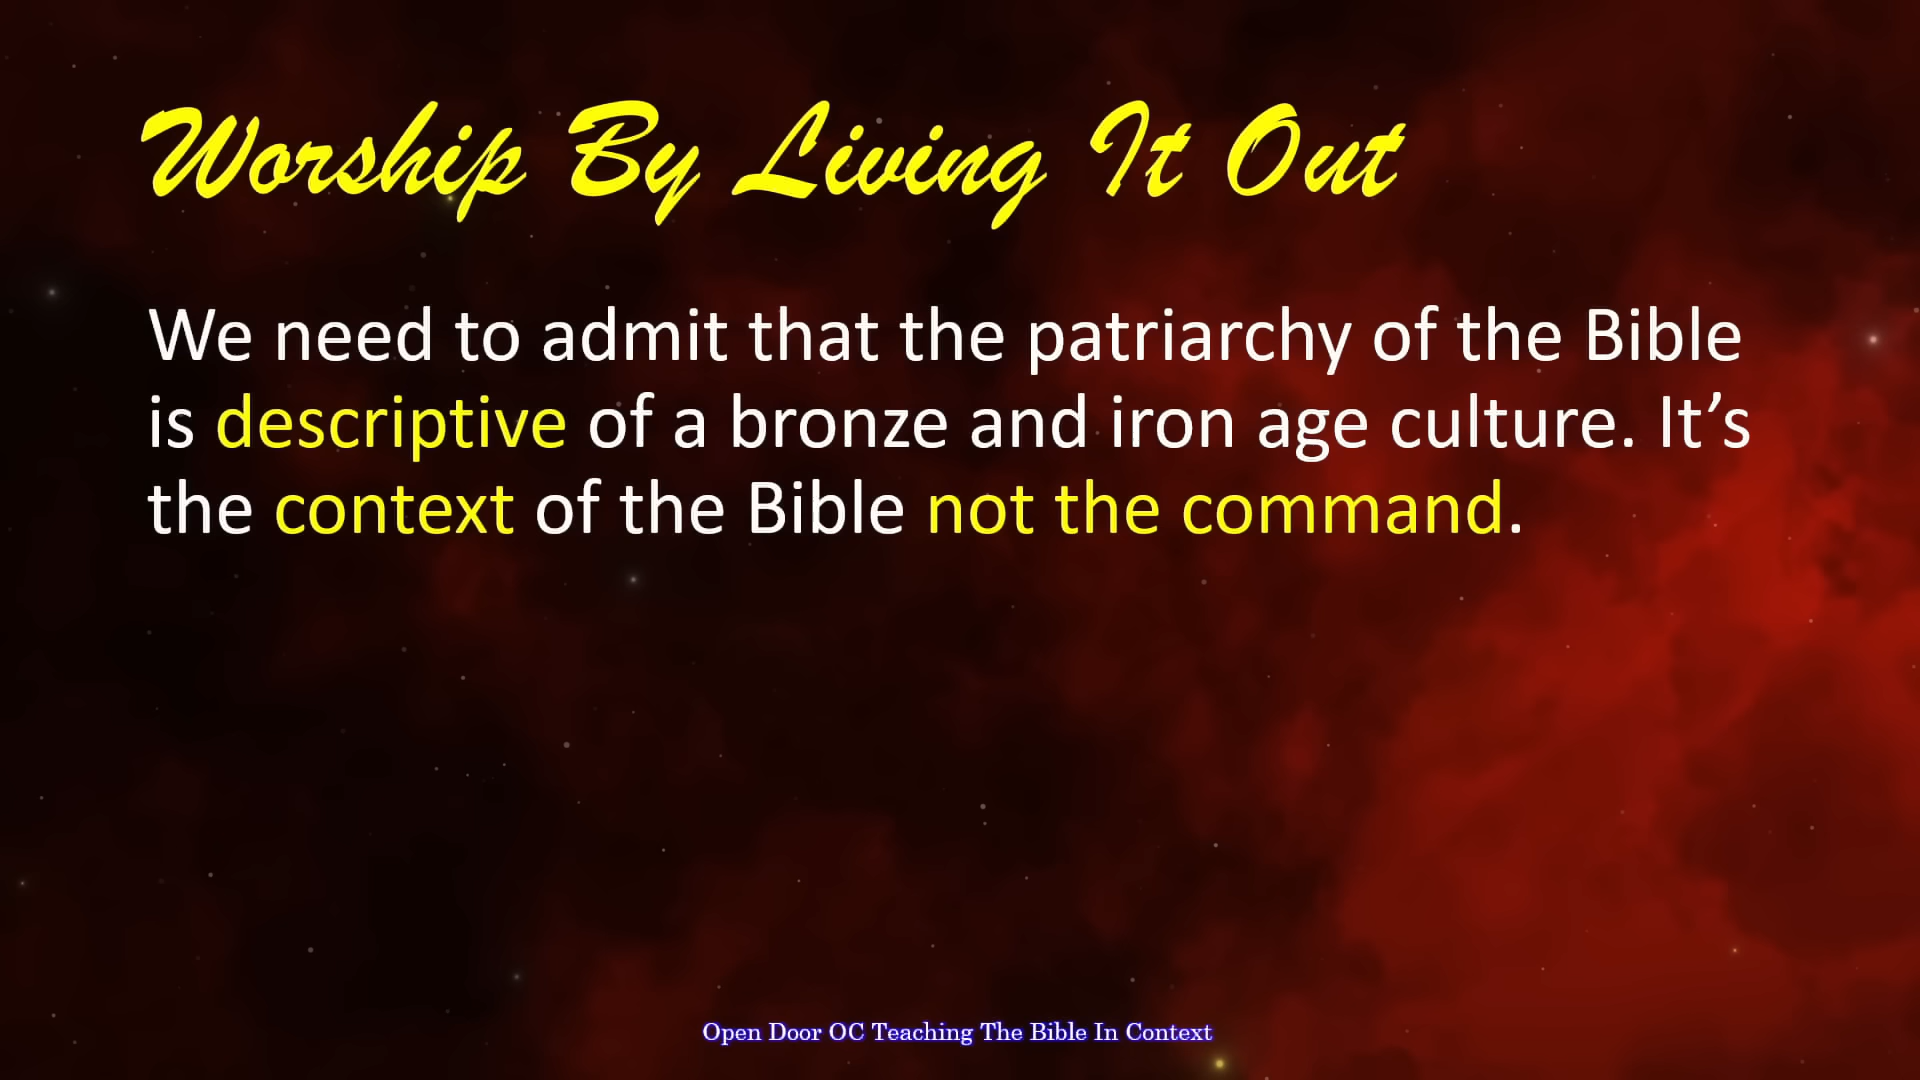 Worship By Living It Out
We need to admit that the patriarchy of the Bible
is descriptive of a bronze and iron age culture. It’s
the context of the Bible not the command.
Open Door OC Teaching The Bible In Context